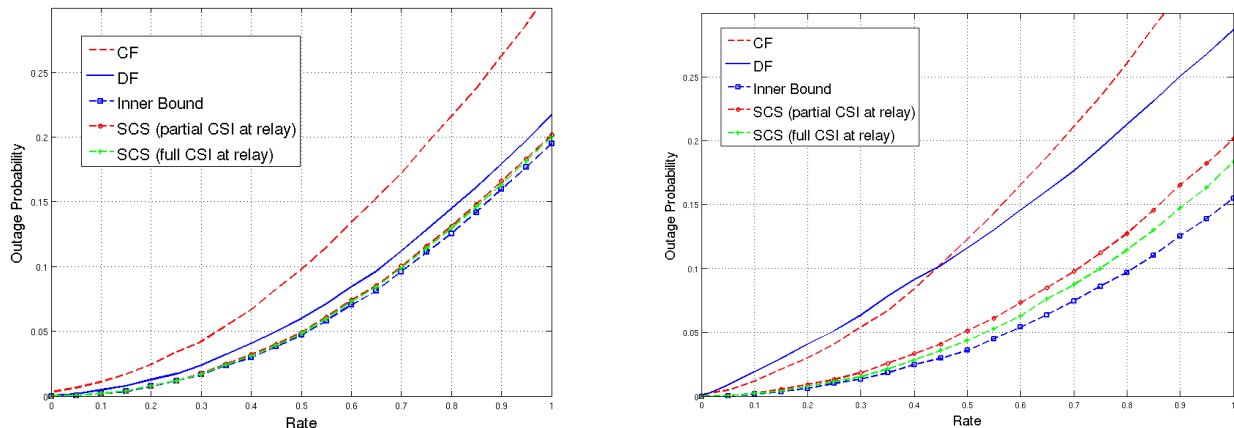 CF
DF
Inner Bound
SCS (partial CSI at relay)
SCS (full CSI at relay)
Outage Probability
0.25
0.2
0.15
0.1
0.05
0
0 0.1 0.2 0.3 0.4 0.5 0.6 0.7 0.8 0.9 1
Rate
CF
DF
Inner Bound
SCS (partial CSI at relay)
SCS (full CSI at relay)
Outage Probability
0.25
0.2
0.15
0.1
0.05
0
0 0.1 0.2 0.3 0.4 0.5 0.6 0.7 0.8 0.9 1
Rate